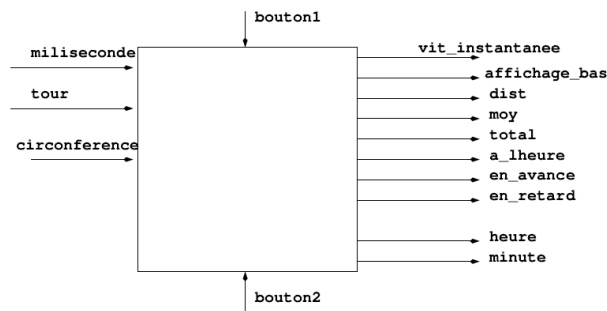 bouton1
miliseconde
tour
circonference
vit_instantanee
affichage_bas
dist
moy
total
a_lheure
en_avance
en_retard
heure
minute
bouton2